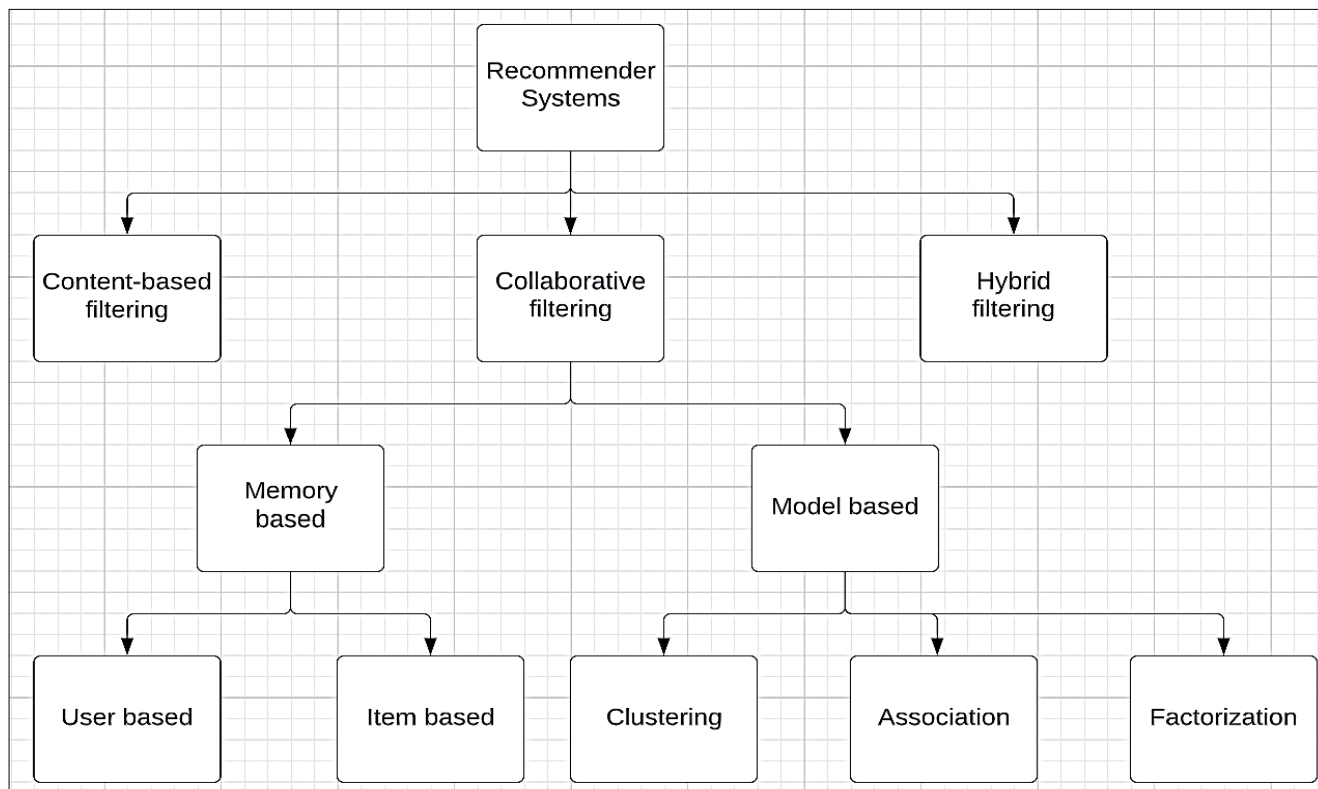 Recommender
Systems
Content-based
filtering
Collaborative
filtering
Hybrid
filtering
Memory
based
Model based
User based
Item based
Clustering
Association
Factorization